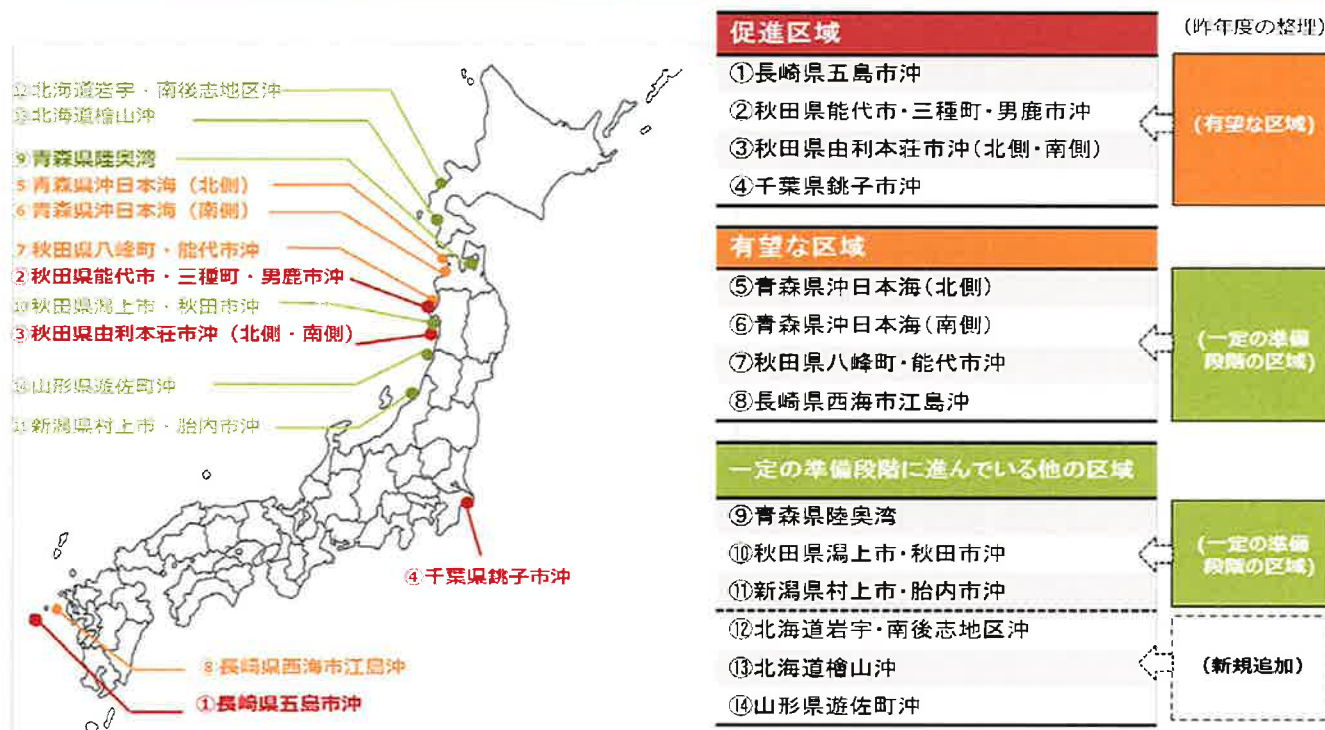 ⑫北海道岩宇・南後志地区沖
⑬北海道檜山沖
⑨青森県陸奥湾
⑤青森県沖日本海（北側）
⑥青森県沖日本海（南側）
⑦秋田県八峰町・能代市沖
②秋田県能代市・三種町・男鹿市沖
⑩秋田県潟上市・秋田市沖
③秋田県由利本荘市沖（北側・南側）
⑭山形県遊佐町沖
⑪新潟県村上市・胎内市沖
④千葉県銚子市沖
⑧長崎県西海市江島沖
①長崎県五島市沖
促進区域
(昨年度の整理)
①長崎県五島市沖
②秋田県能代市・三種町・男鹿市沖
③秋田県由利本荘市沖(北側・南側)
④千葉県銚子市沖
(有望な区域)
有望な区域
⑤青森県沖日本海(北側)
⑥青森県沖日本海(南側)
⑦秋田県八峰町・能代市沖
⑧長崎県西海市江島沖
(一定の準備
段階の区域)
一定の準備段階に進んでいる他の区域
⑨青森県陸奥湾
⑩秋田県潟上市・秋田市沖
⑪新潟県村上市・胎内市沖
(一定の準備
段階の区域)
⑫北海道岩宇・南後志地区沖
⑬北海道檜山沖
⑭山形県遊佐町沖
(新規追加)